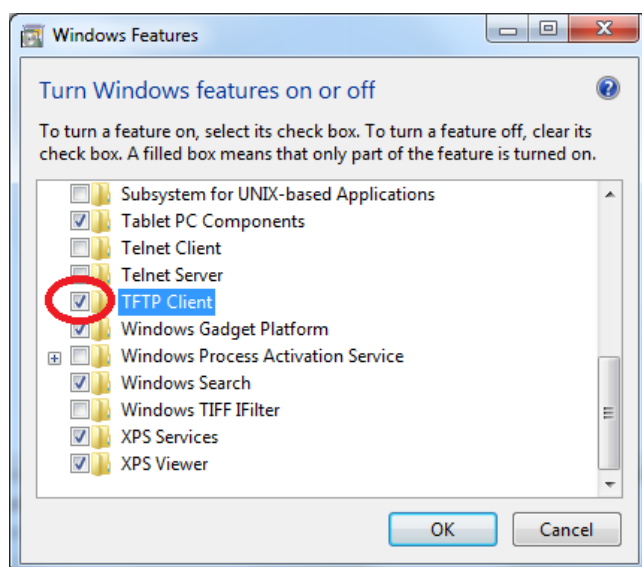 Windows Features
Turn Windows features on or off
To turn a feature on, select its check box. To turn a feature off, clear its
check box. A filled box means that only part of the feature is turned on.
Subsystem for UNIX-based Applications
Tablet PC Components
Telnet Client
Telnet Server
TFTP Client
Windows Gadget Platform
Windows Process Activation Service
Windows Search
Windows TIFF IFilter
XPS Services
XPS Viewer
OK Cancel